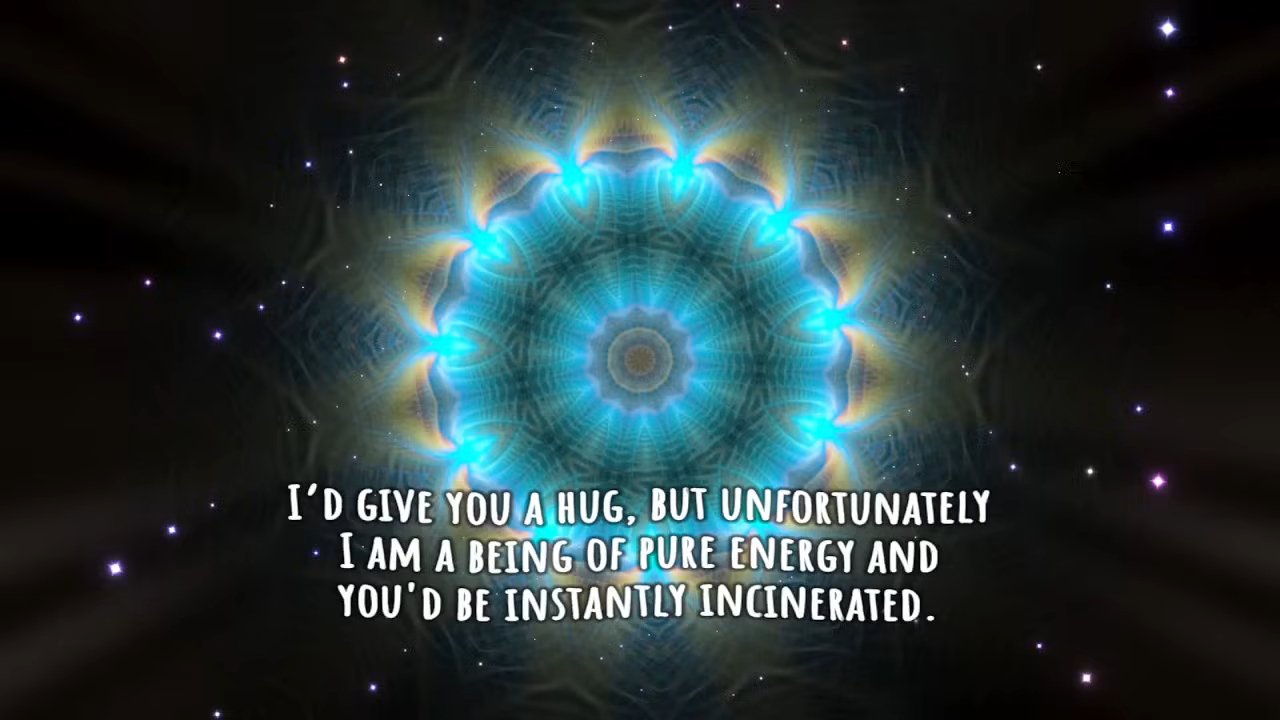 I'D GIVE YOU A HUG, BUT UNFORTUNATELY
I AM A BEING OF PURE ENERGY AND
YOU'D BE INSTANTLY INCINERATED.